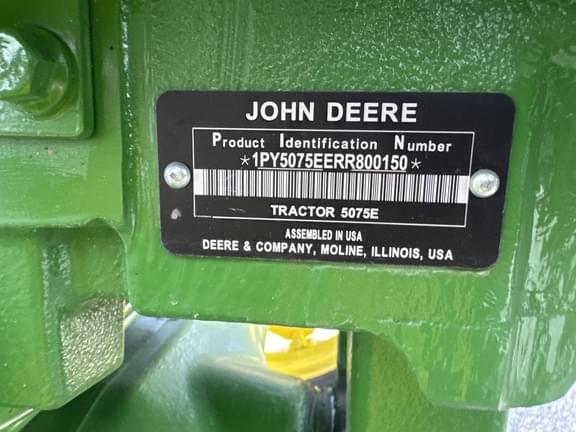 JOHN DEERE
Product Identification Number
*1PY5075EERR800150*
TRACTOR 5075E
ASSEMBLED IN USA
DEERE & COMPANY, MOLINE, ILLINOIS, USA